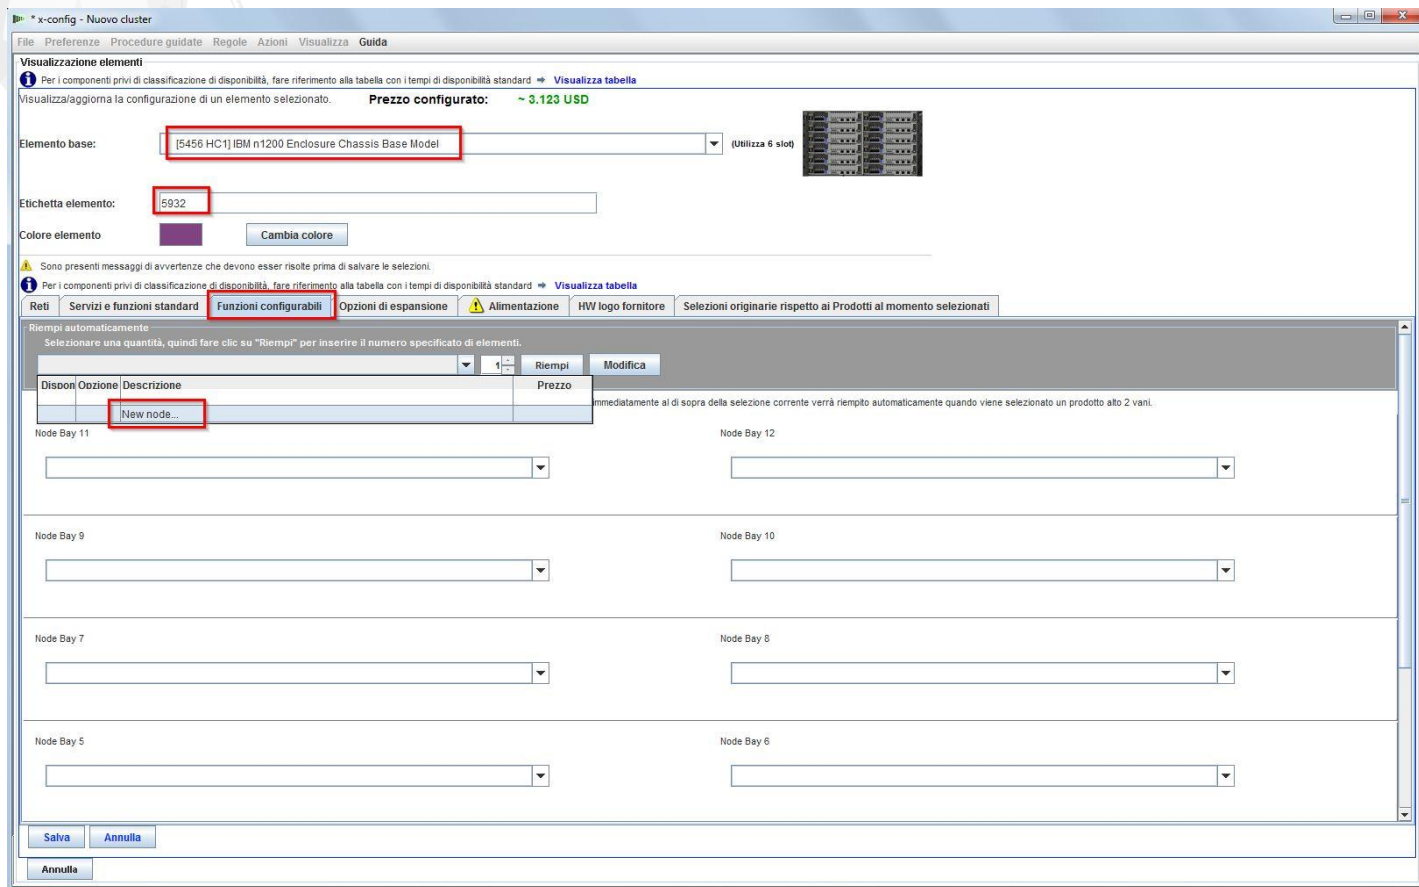 * x-config - Nuovo cluster
File Preferenze Procedure guidate Regole Azioni Visualizza Guida
Visualizzazione elementi
Per i componenti privi di classificazione di disponibilità, fare riferimento alla tabella con i tempi di disponibilità standard ➡ Visualizza tabella
Visualizza/aggiorna la configurazione di un elemento selezionato. Prezzo configurato: ~ 3.123 USD
Elemento base: [5456 HC1] IBM n1200 Enclosure Chassis Base Model (Utilizza 6 slot)
Etichetta elemento: 5932
Colore elemento Cambia colore
Sono presenti messaggi di avvertenze che devono esser risolte prima di salvare le selezioni.
Per i componenti privi di classificazione di disponibilità, fare riferimento alla tabella con i tempi di disponibilità standard ➡ Visualizza tabella
Reti Servizi e funzioni standard Funzioni configurabili Opzioni di espansione Alimentazione HW logo fornitore Selezioni originarie rispetto ai Prodotti al momento selezionati
Riempi automaticamente
Selezionare una quantità, quindi fare clic su "Riempi" per inserire il numero specificato di elementi.
1 Riempi Modifica
Dispon Opzione Descrizione Prezzo
immediatamente al di sopra della selezione corrente verrà riempito automaticamente quando viene selezionato un prodotto alto 2 vani.
New node...
Node Bay 11 Node Bay 12
Node Bay 9 Node Bay 10
Node Bay 7 Node Bay 8
Node Bay 5 Node Bay 6
Salva Annulla
Annulla